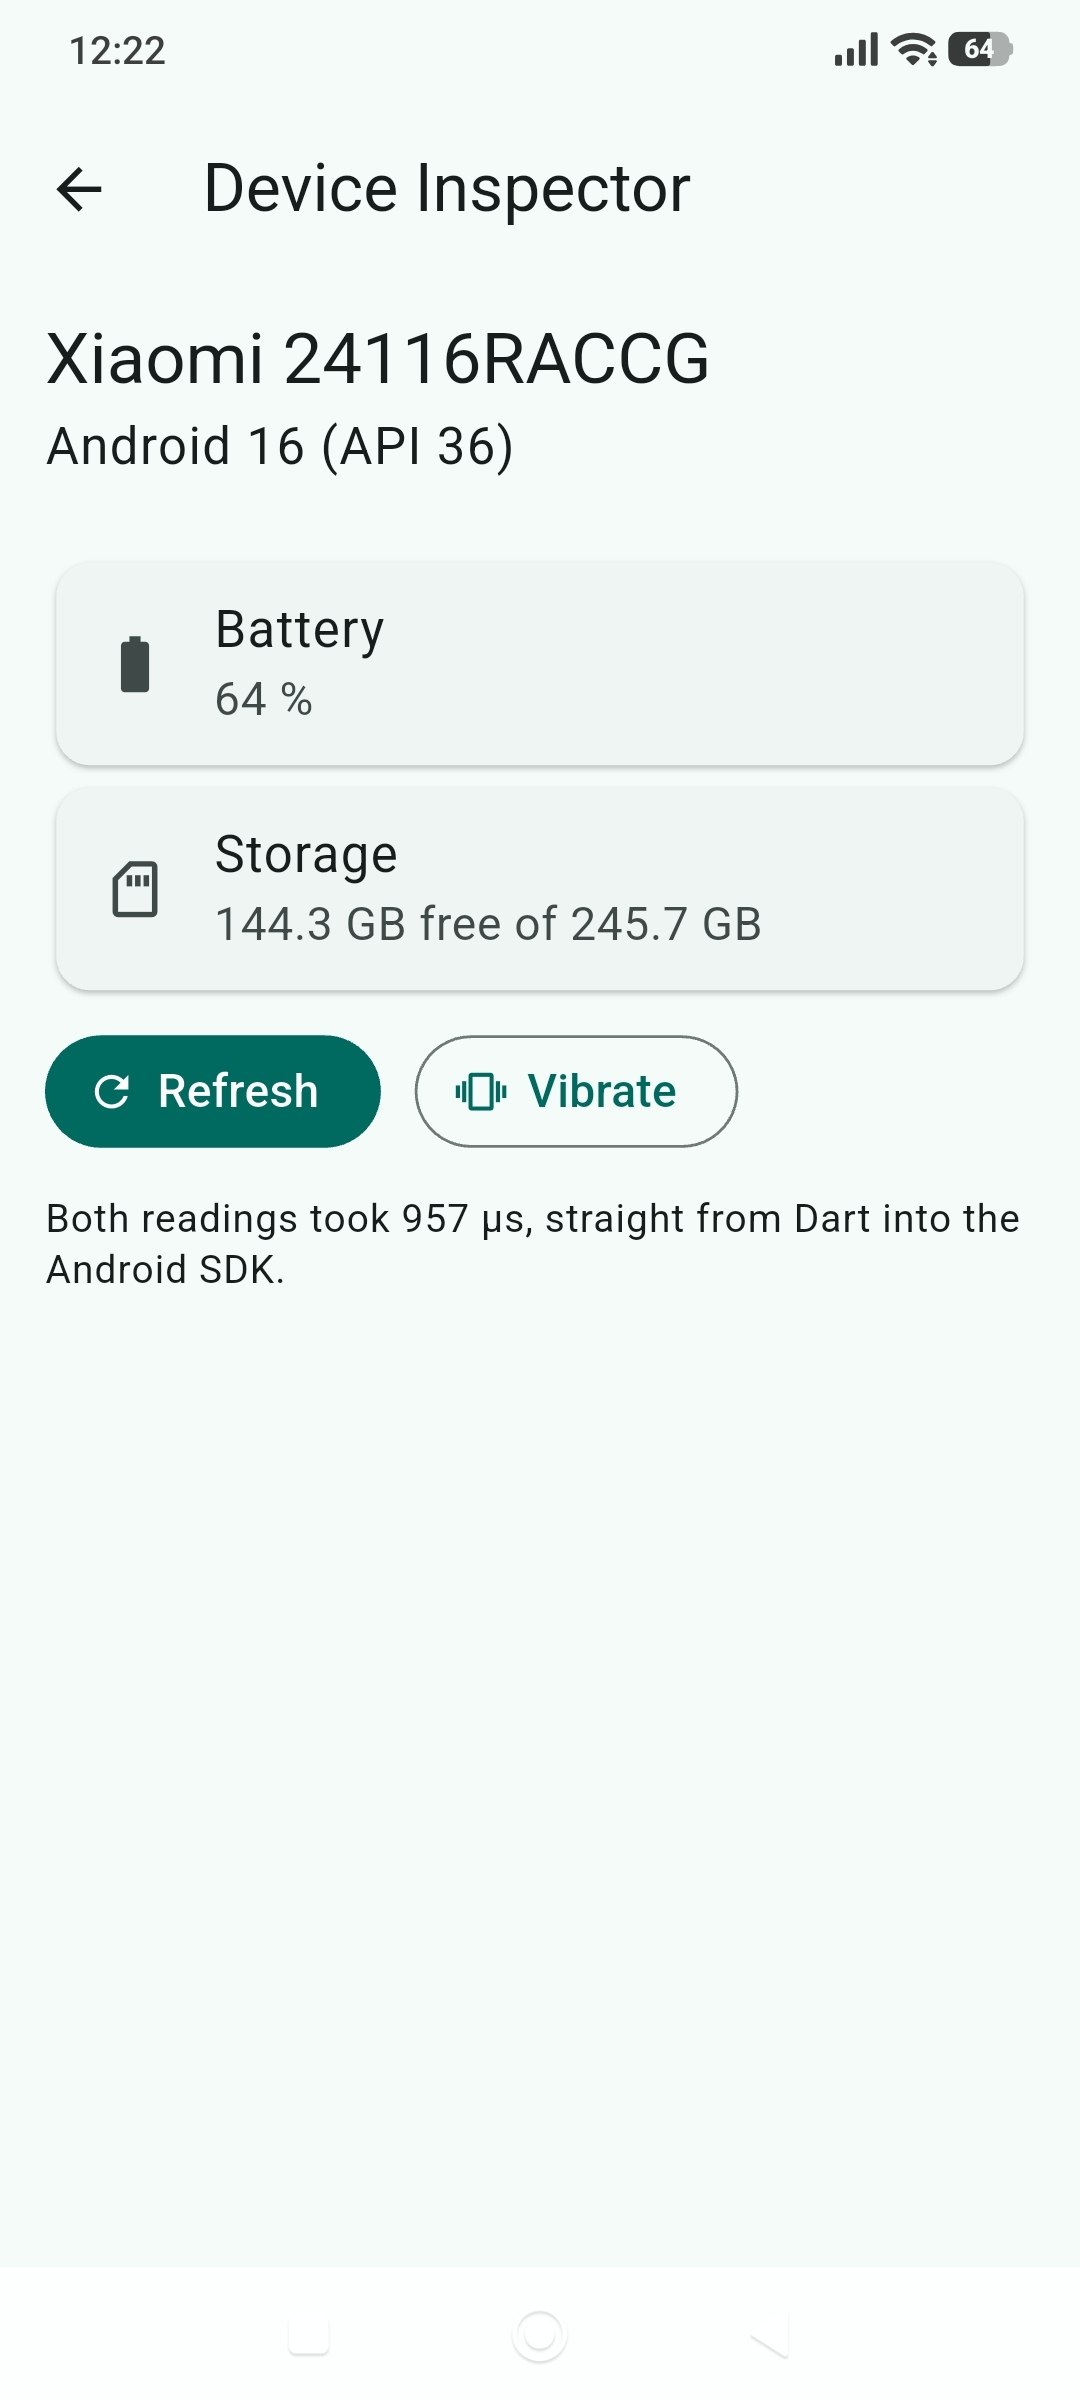 12:22
64
Device Inspector
Xiaomi 24116RACCG
Android 16 (API 36)
Battery
64 %
Storage
144.3 GB free of 245.7 GB
Refresh
Vibrate
Both readings took 957 µs, straight from Dart into the
Android SDK.